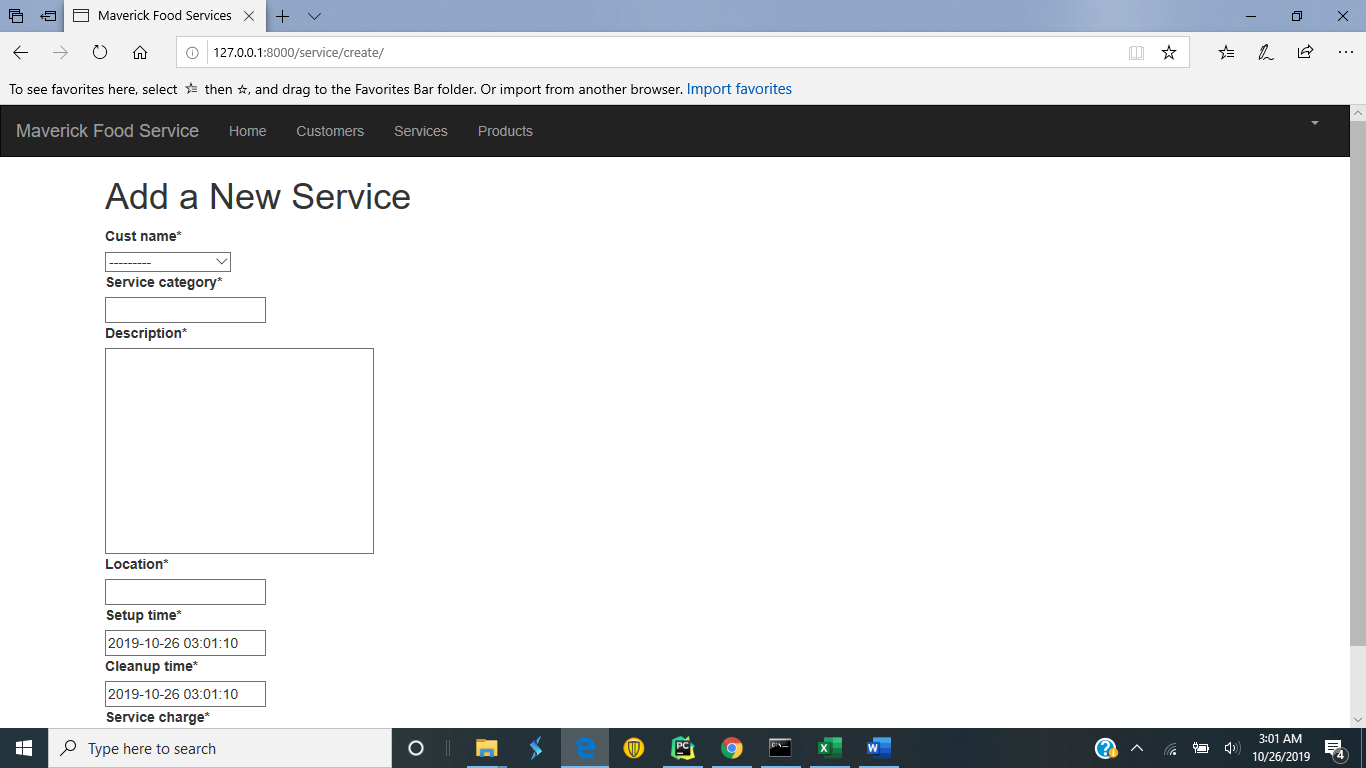 Maverick Food Services
127.0.0.1:8000/service/create/
To see favorites here, select then ☆, and drag to the Favorites Bar folder. Or import from another browser. Import favorites
Maverick Food Service Home Customers Services Products
Add a New Service
Cust name*
---------
Service category*
Description*
Location*
Setup time*
2019-10-26 03:01:10
Cleanup time*
2019-10-26 03:01:10
Service charge*
Type here to search
PC
3:01 AM
10/26/2019
4